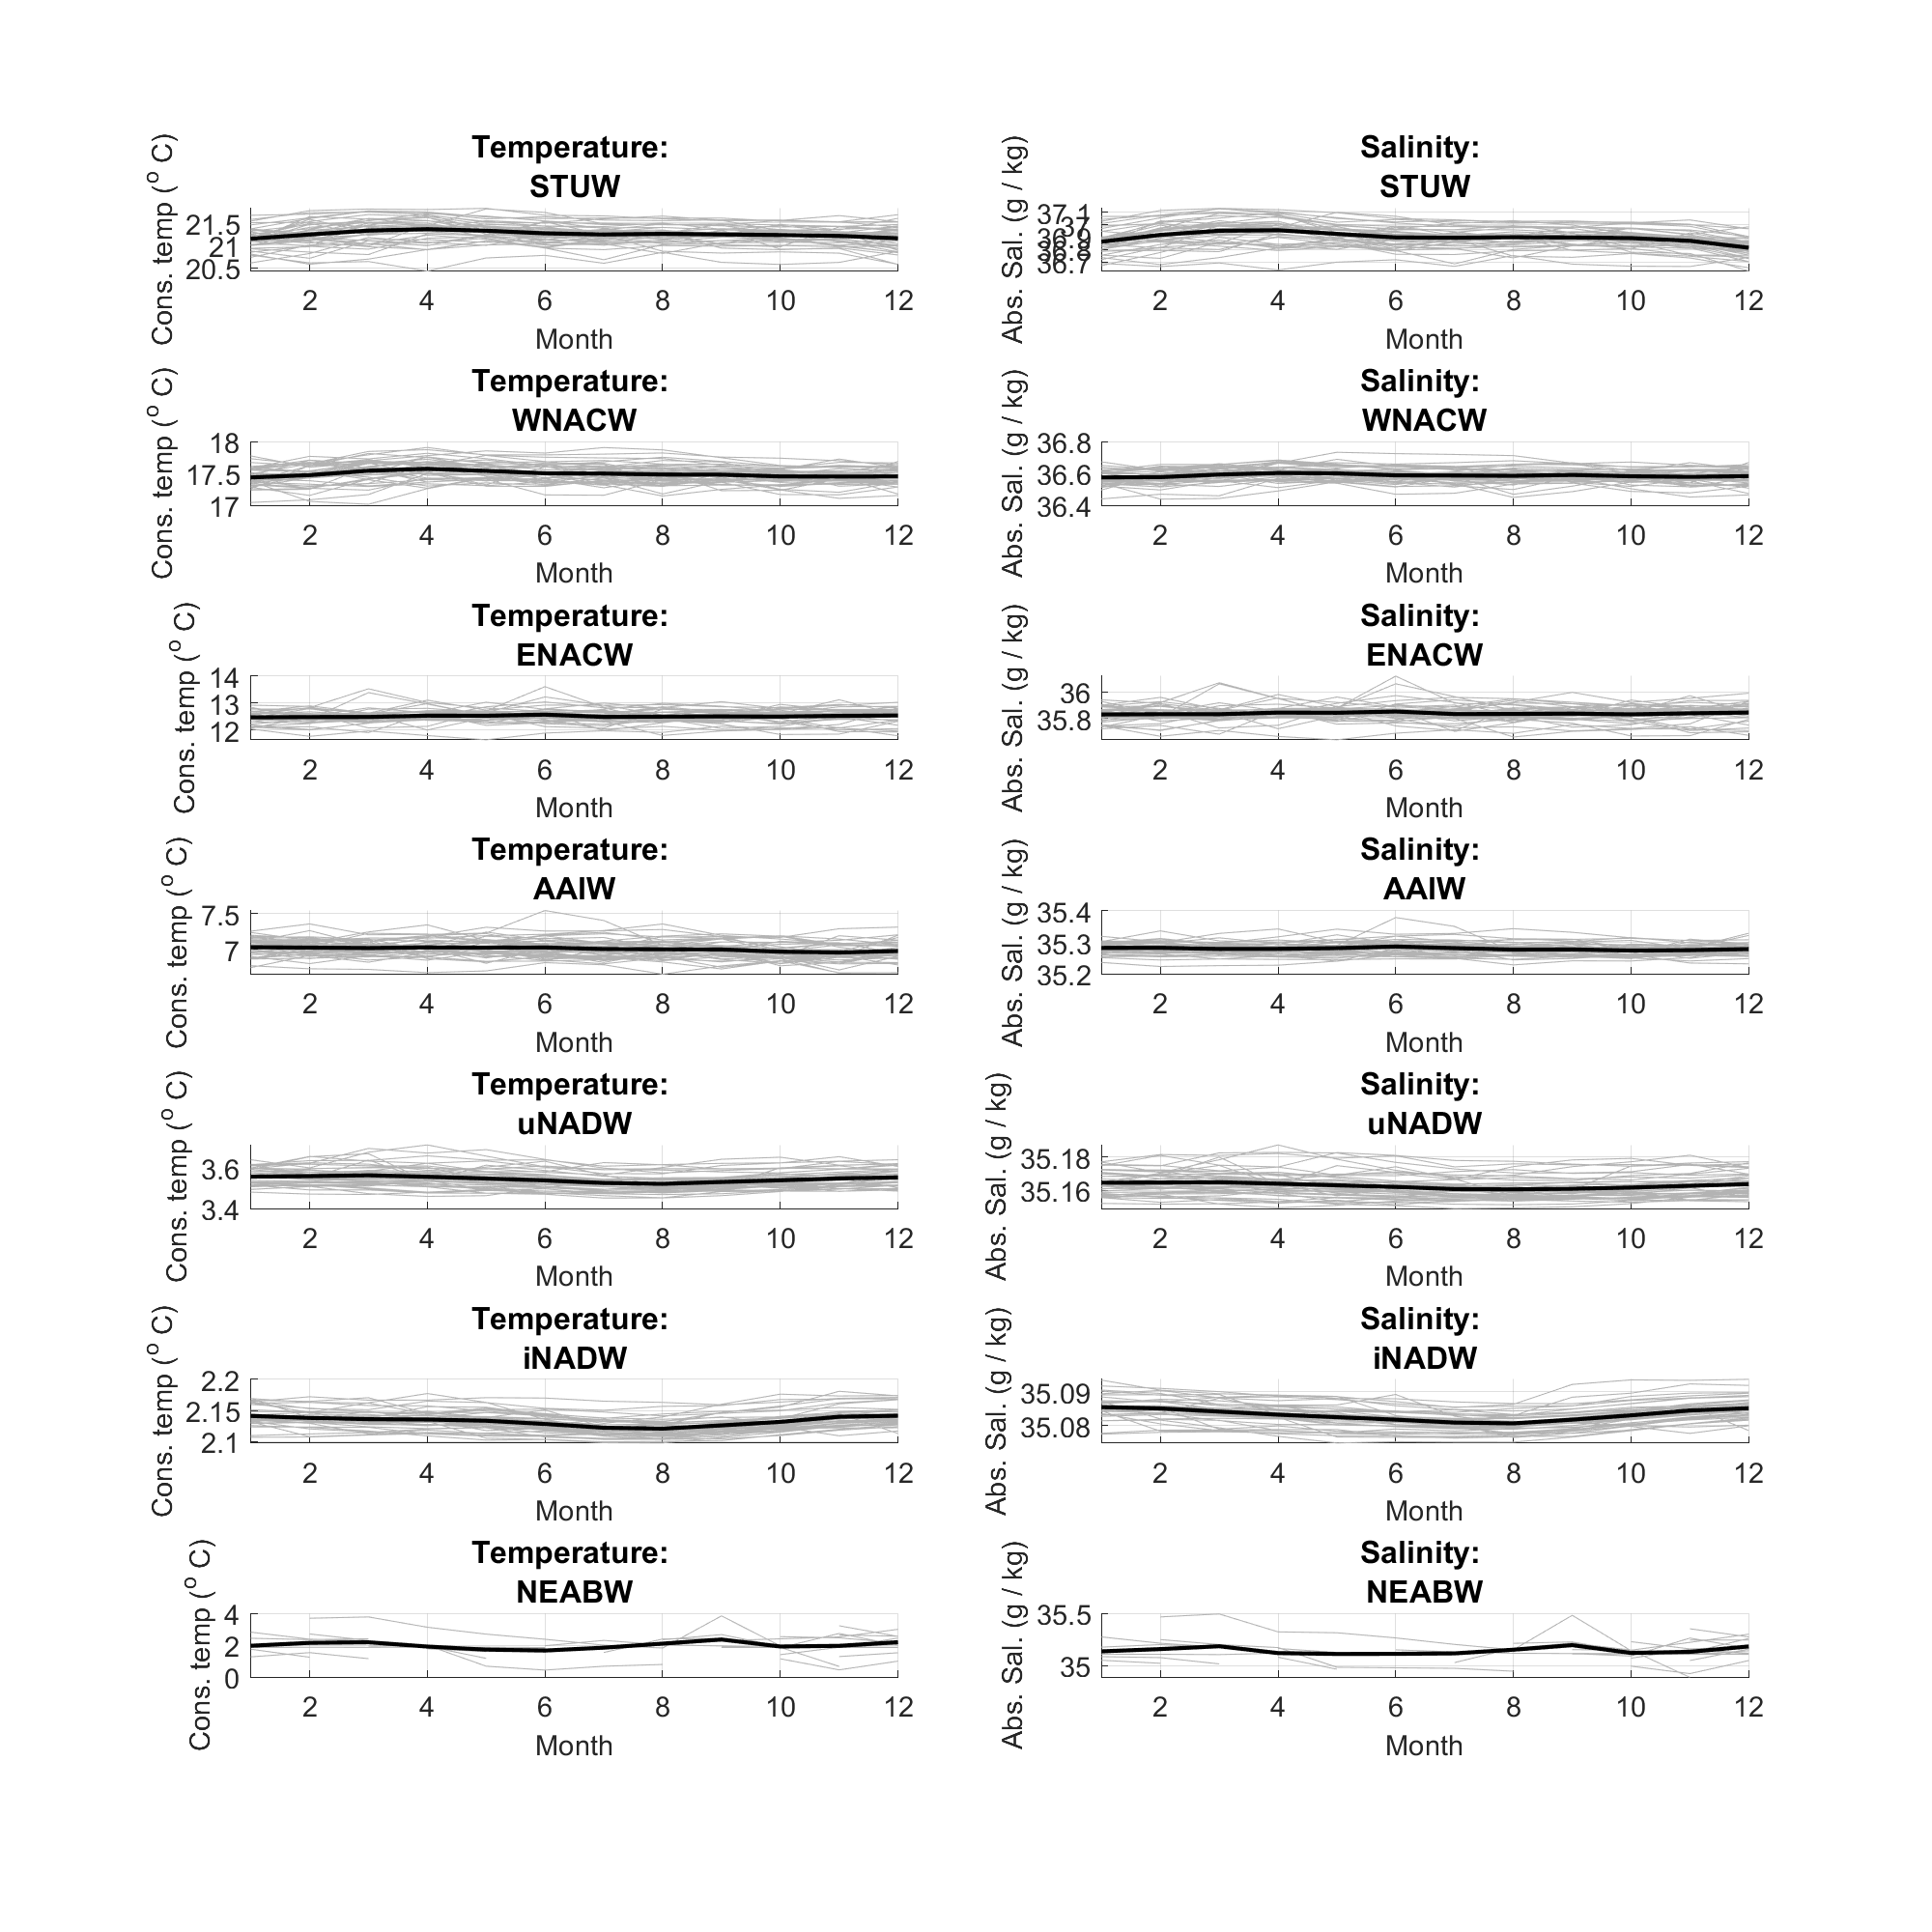 Temperature:
STUW
Cons. temp (° C)
21.5
21
20.5
2 4 6 8 10 12
Month
Salinity:
STUW
Abs. Sal. (g / kg)
37.1
37
36.9
36.8
36.7
2 4 6 8 10 12
Month
Temperature:
WNACW
Cons. temp (° C)
18
17.5
17
2 4 6 8 10 12
Month
Salinity:
WNACW
Abs. Sal. (g / kg)
36.8
36.6
36.4
2 4 6 8 10 12
Month
Temperature:
ENACW
Cons. temp (° C)
14
13
12
2 4 6 8 10 12
Month
Salinity:
ENACW
Abs. Sal. (g / kg)
36
35.8
2 4 6 8 10 12
Month
Temperature:
AAIW
Cons. temp (° C)
7.5
7
2 4 6 8 10 12
Month
Salinity:
AAIW
Abs. Sal. (g / kg)
35.4
35.3
35.2
2 4 6 8 10 12
Month
Temperature:
uNADW
Cons. temp (° C)
3.6
3.4
2 4 6 8 10 12
Month
Salinity:
uNADW
Abs. Sal. (g / kg)
35.18
35.16
2 4 6 8 10 12
Month
Temperature:
iNADW
Cons. temp (° C)
2.2
2.15
2.1
2 4 6 8 10 12
Month
Salinity:
iNADW
Abs. Sal. (g / kg)
35.09
35.08
2 4 6 8 10 12
Month
Temperature:
NEABW
Cons. temp (° C)
4
2
0
2 4 6 8 10 12
Month
Salinity:
NEABW
Abs. Sal. (g / kg)
35.5
35
2 4 6 8 10 12
Month